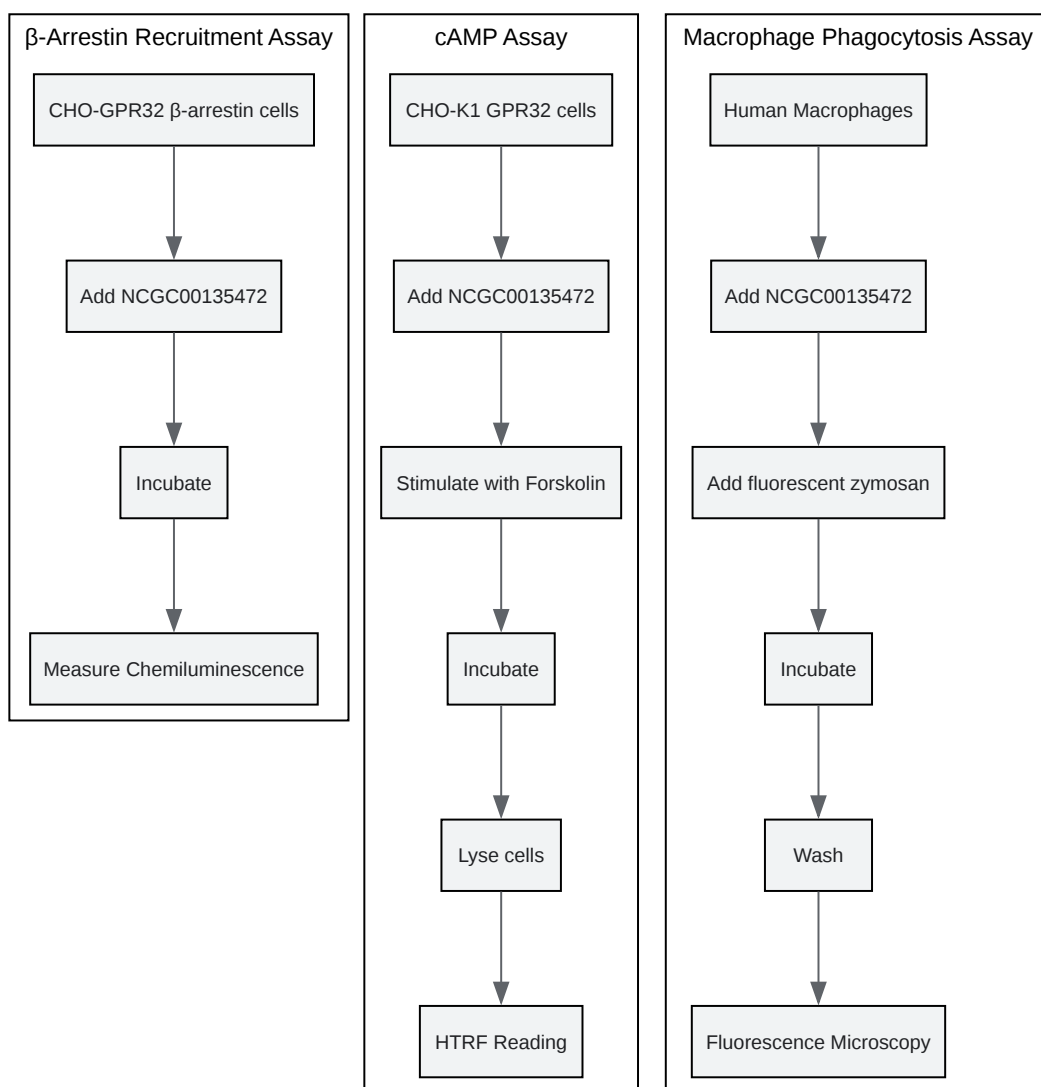 β-Arrestin Recruitment Assay
CHO-GPR32 β-arrestin cells
Add NCGC00135472
Incubate
Measure Chemiluminescence
cAMP Assay
CHO-K1 GPR32 cells
Add NCGC00135472
Stimulate with Forskolin
Incubate
Lyse cells
HTRF Reading
Macrophage Phagocytosis Assay
Human Macrophages
Add NCGC00135472
Add fluorescent zymosan
Incubate
Wash
Fluorescence Microscopy